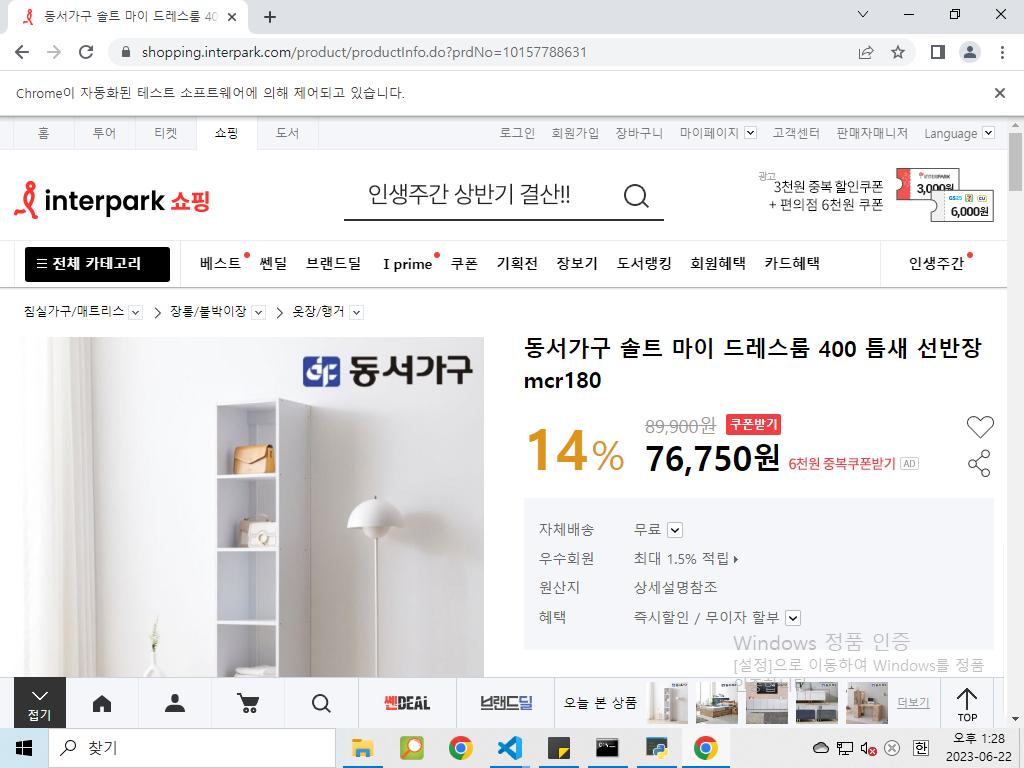 동서가구 솔트 마이 드레스룸 40
shopping.interpark.com/product/productInfo.do?prdNo=10157788631
Chrome이 자동화된 테스트 소프트웨어에 의해 제어되고 있습니다.
홈 투어 티켓 쇼핑 도서 로그인 회원가입 장바구니 마이페이지 고객센터 판매자매니저 Language
interpark 쇼핑
인생주간 상반기 결산!!
광고
3천원 중복 할인쿠폰
+ 편의점 6천원 쿠폰
INTERPARK
3,000원
GS25 CU
6,000원
전체 카테고리 베스트 쎈딜 브랜드딜 I prime 쿠폰 기획전 장보기 도서랭킹 회원혜택 카드혜택 인생주간
침실가구/매트리스 장롱/붙박이장 옷장/행거
동서가구
동서가구 솔트 마이 드레스룸 400 틈새 선반장
mcr180
14%
89,900원 쿠폰받기
76,750원 6천원 중복쿠폰받기 AD
자체배송 무료
우수회원 최대 1.5% 적립
원산지 상세설명참조
혜택 즉시할인 / 무이자 할부
Windows 정품 인증
[설정]으로 이동하여 Windows를 정품
접기
쎈DEAL
브랜드딜
오늘 본 상품
더보기
TOP
찾기
한
오후 1:28
2023-06-22